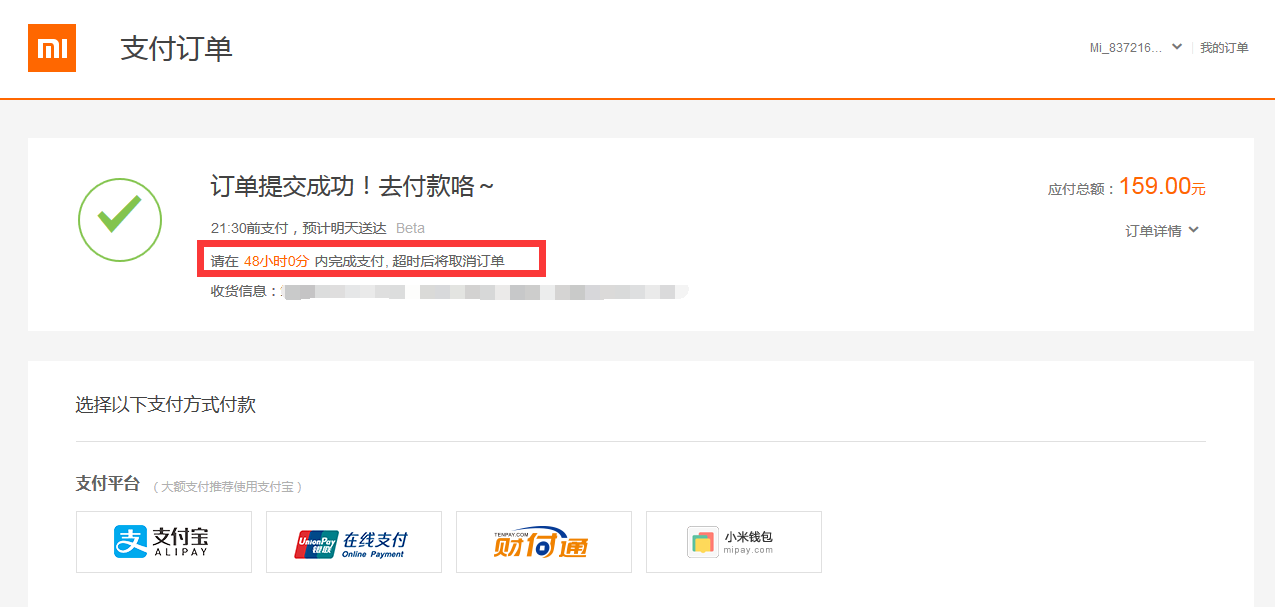 mi 支付订单 Mi_837216... 我的订单
订单提交成功！去付款咯～ 应付总额：159.00元
21:30前支付，预计明天送达 Beta
订单详情
请在 48小时0分 内完成支付, 超时后将取消订单
收货信息：
选择以下支付方式付款
支付平台 （大额支付推荐使用支付宝）
支付宝
ALIPAY
UnionPay
银联
在线支付
Online Payment
TENPAY.COM
财付通
小米钱包
mipay.com